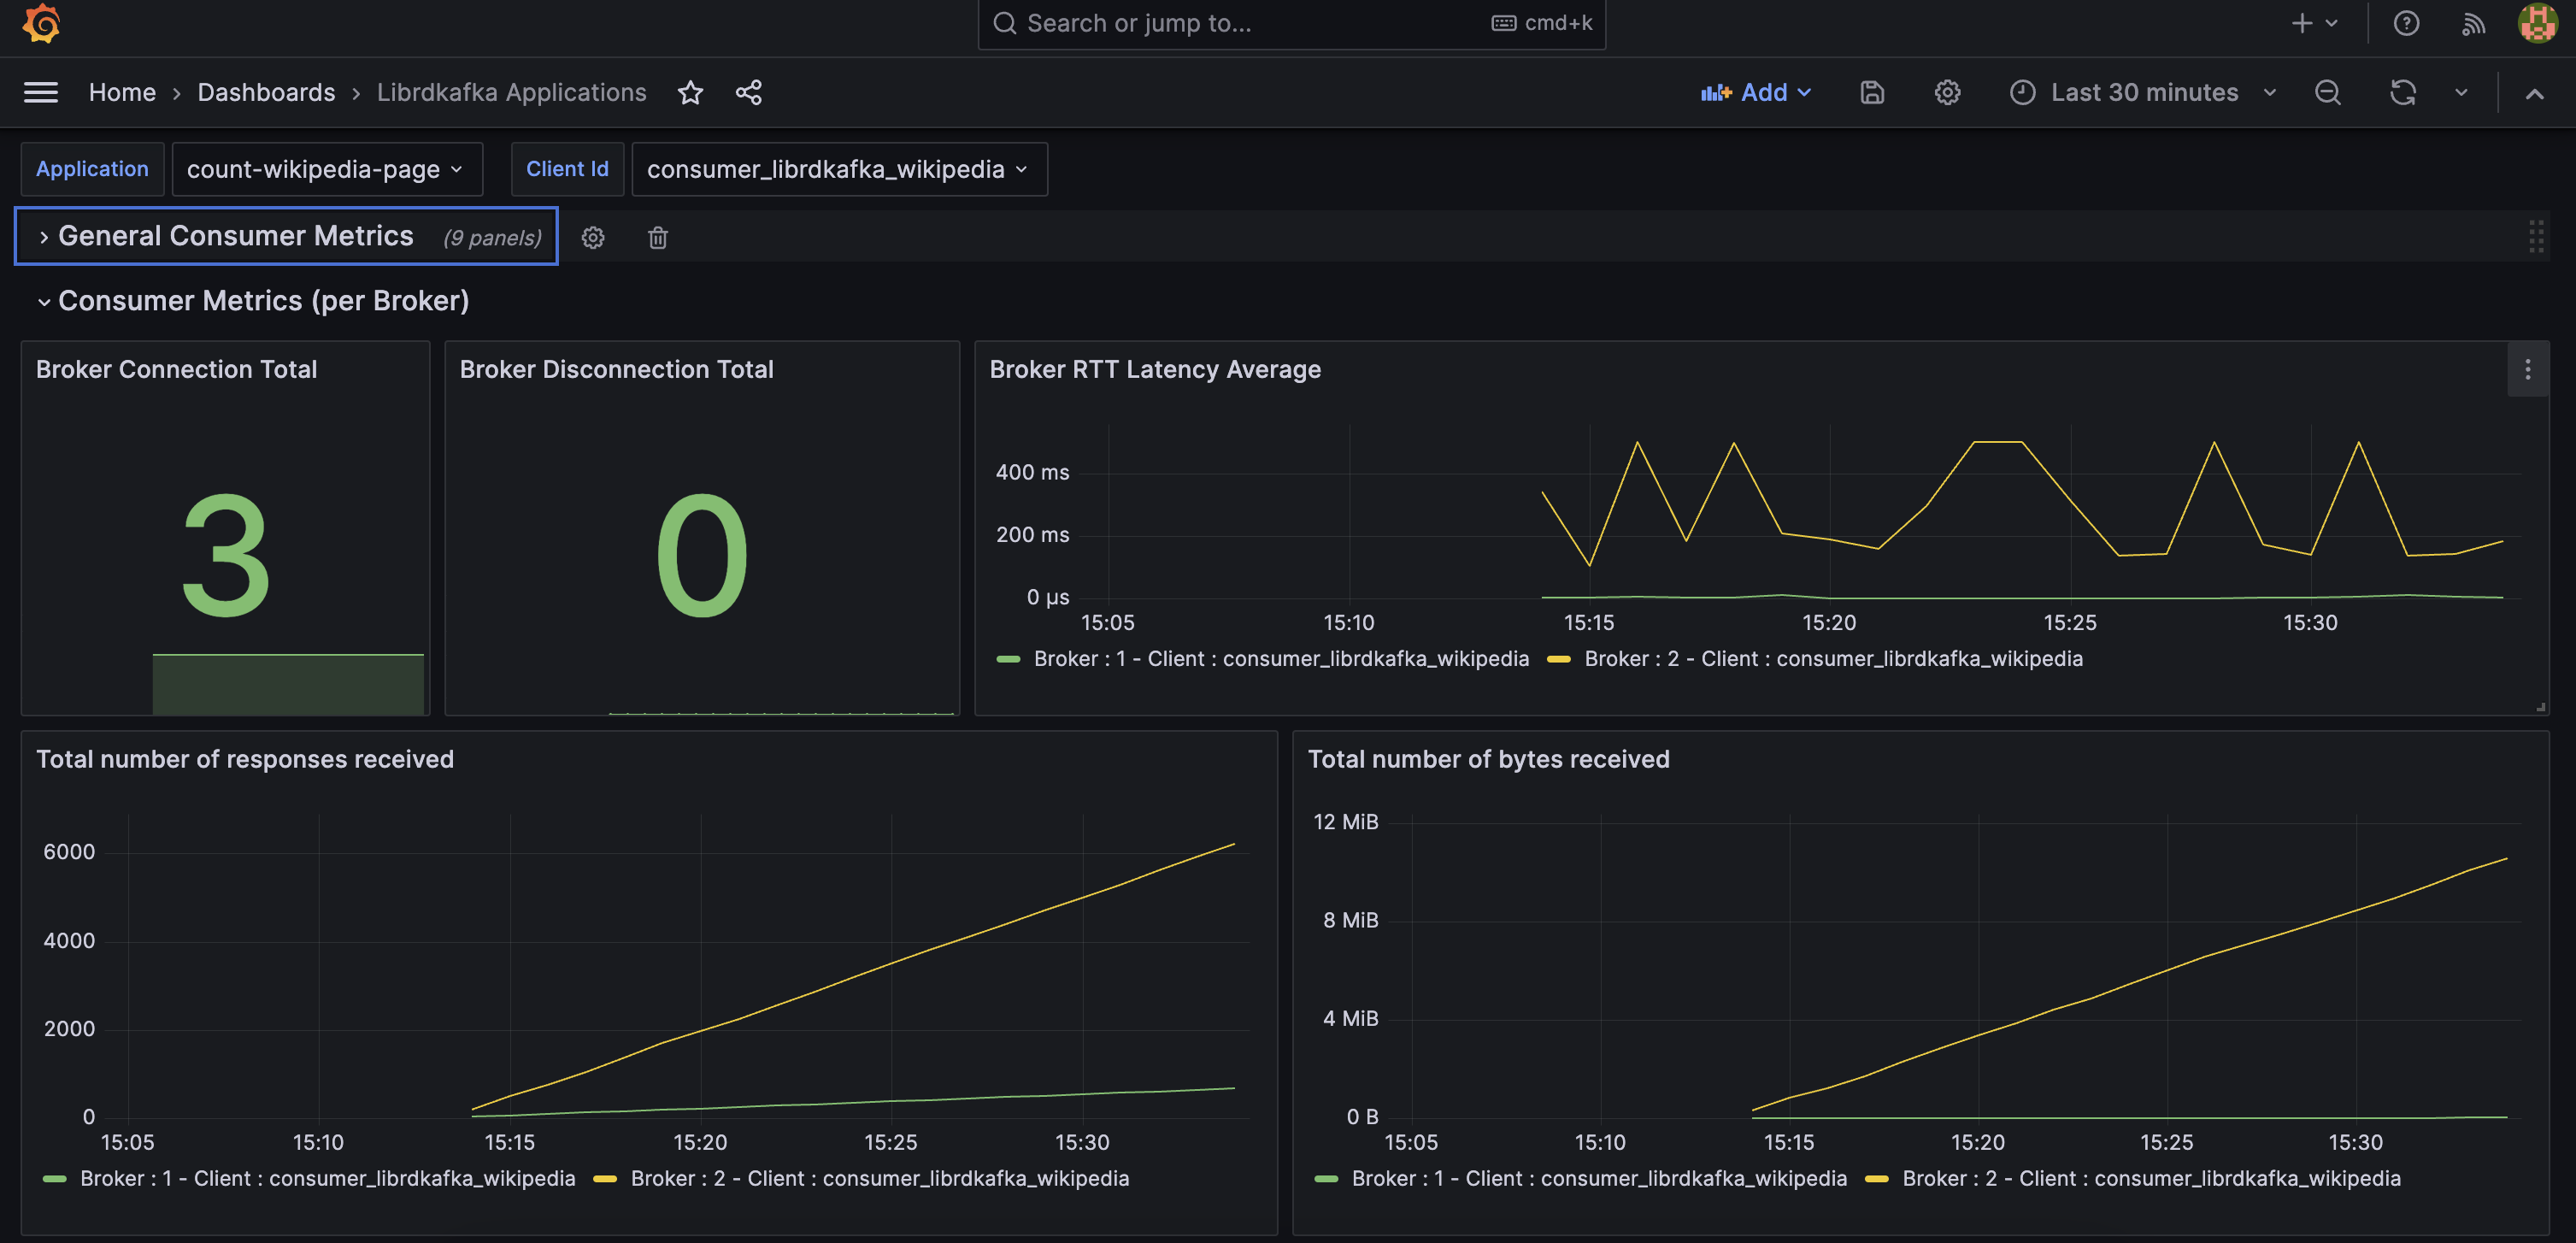 Search or jump to... cmd+k
Home > Dashboards > Librdkafka Applications Add Last 30 minutes
Application count-wikipedia-page Client Id consumer_librdkafka_wikipedia
General Consumer Metrics (9 panels)
Consumer Metrics (per Broker)
Broker Connection Total
3
Broker Disconnection Total
0
Broker RTT Latency Average
400 ms
200 ms
0 µs
15:05 15:10 15:15 15:20 15:25 15:30
Broker : 1 - Client : consumer_librdkafka_wikipedia Broker : 2 - Client : consumer_librdkafka_wikipedia
Total number of responses received
6000
4000
2000
0
15:05 15:10 15:15 15:20 15:25 15:30
Broker : 1 - Client : consumer_librdkafka_wikipedia Broker : 2 - Client : consumer_librdkafka_wikipedia
Total number of bytes received
12 MiB
8 MiB
4 MiB
0 B
15:05 15:10 15:15 15:20 15:25 15:30
Broker : 1 - Client : consumer_librdkafka_wikipedia Broker : 2 - Client : consumer_librdkafka_wikipedia